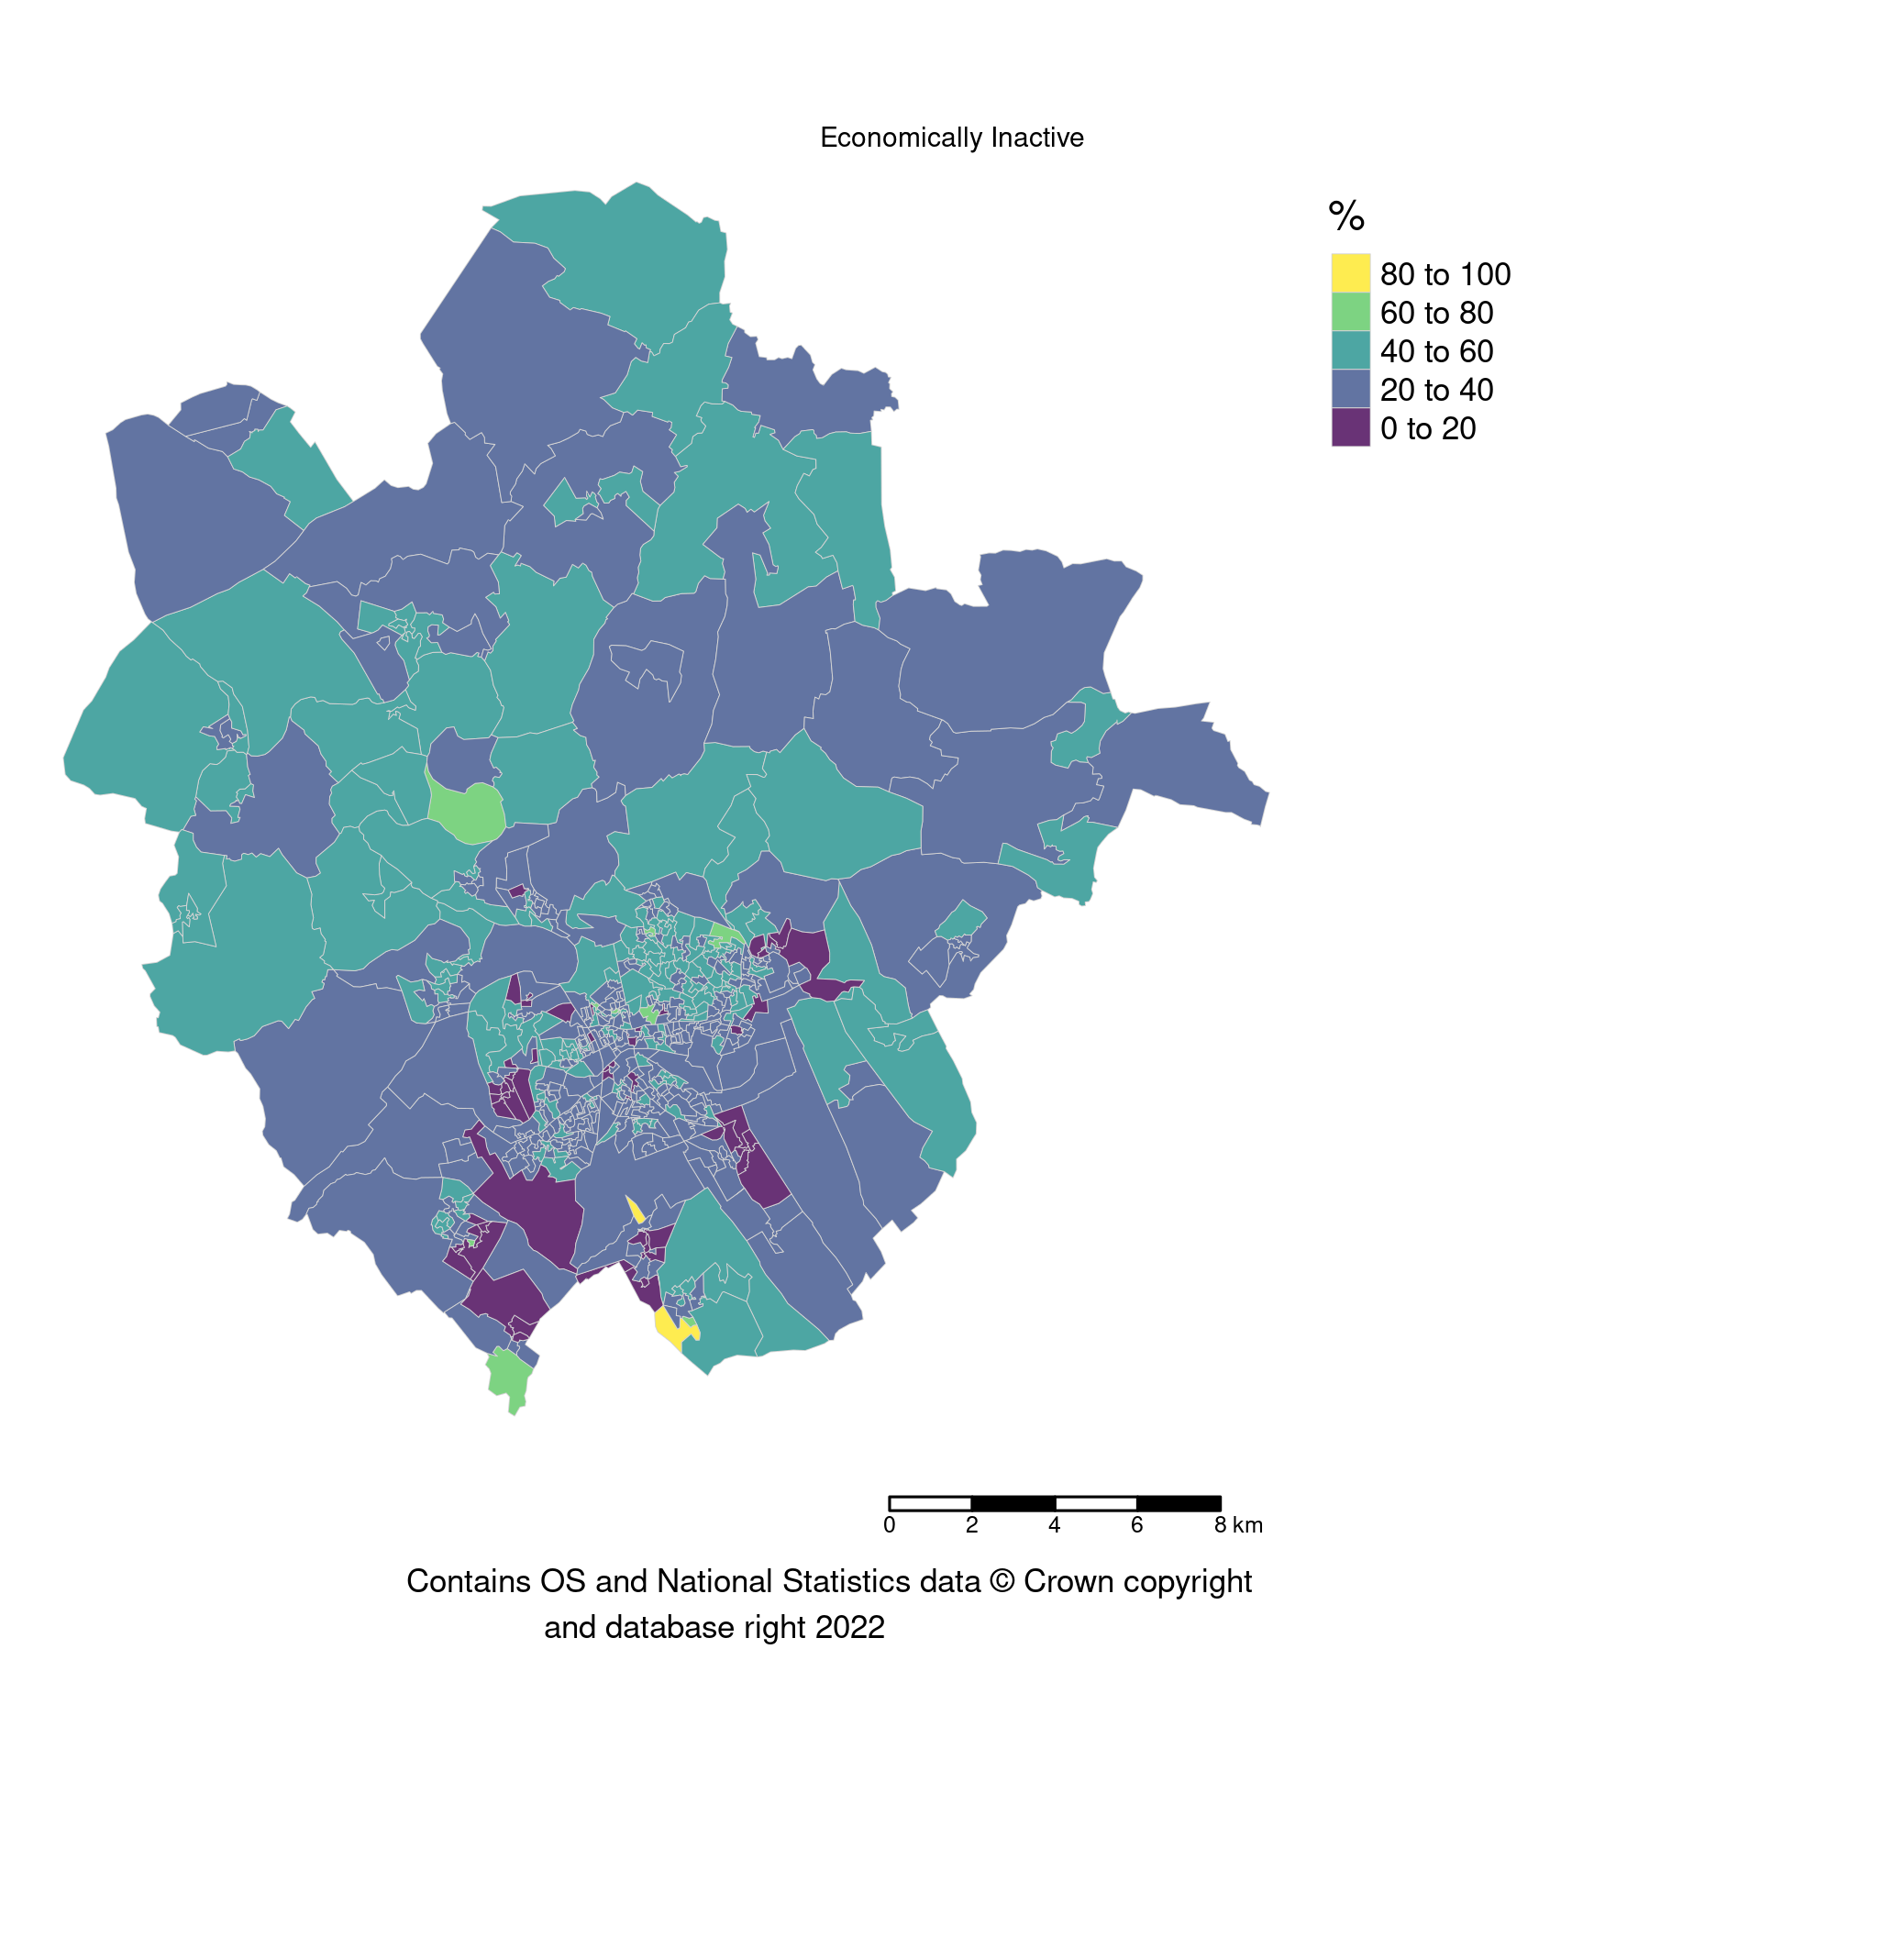 Economically Inactive
%
80 to 100
60 to 80
40 to 60
20 to 40
0 to 20
0 2 4 6 8 km
Contains OS and National Statistics data © Crown copyright
and database right 2022